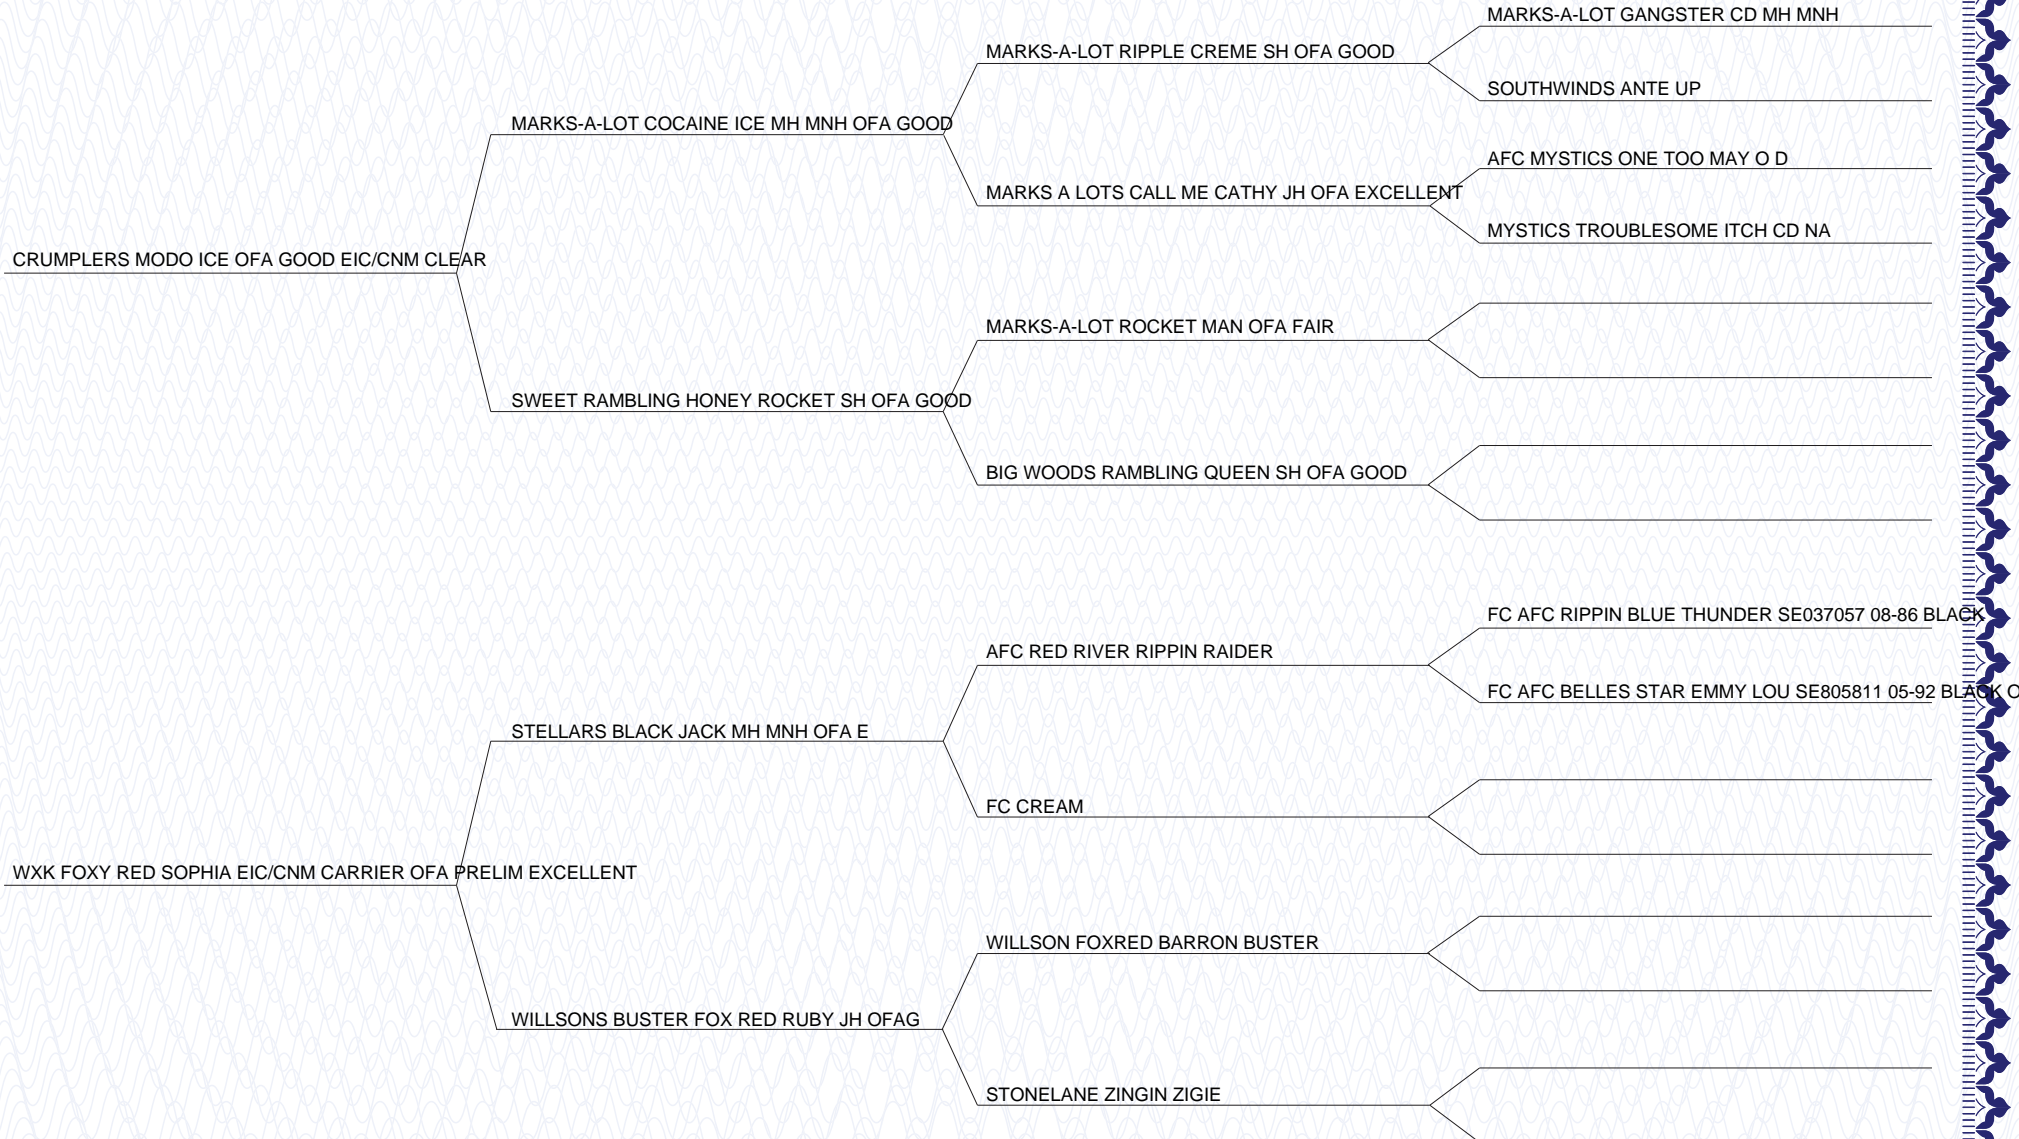 MARKS-A-LOT GANGSTER CD MH MNH
MARKS-A-LOT RIPPLE CREME SH OFA GOOD
SOUTHWINDS ANTE UP
MARKS-A-LOT COCAINE ICE MH MNH OFA GOOD
AFC MYSTICS ONE TOO MAY O D
MARKS A LOTS CALL ME CATHY JH OFA EXCELLENT
MYSTICS TROUBLESOME ITCH CD NA
CRUMPLERS MODO ICE OFA GOOD EIC/CNM CLEAR
MARKS-A-LOT ROCKET MAN OFA FAIR
SWEET RAMBLING HONEY ROCKET SH OFA GOOD
BIG WOODS RAMBLING QUEEN SH OFA GOOD
FC AFC RIPPIN BLUE THUNDER SE037057 08-86 BLACK
AFC RED RIVER RIPPIN RAIDER
FC AFC BELLES STAR EMMY LOU SE805811 05-92 BLACK O
STELLARS BLACK JACK MH MNH OFA E
FC CREAM
WXK FOXY RED SOPHIA EIC/CNM CARRIER OFA PRELIM EXCELLENT
WILLSON FOXRED BARRON BUSTER
WILLSONS BUSTER FOX RED RUBY JH OFAG
STONELANE ZINGIN ZIGIE